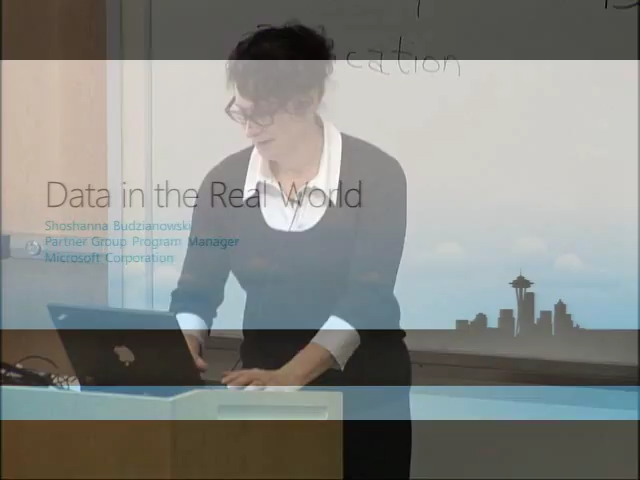 cation
Data in the Real World
Shoshanna Budzianowski
Partner Group Program Manager
Microsoft Corporation